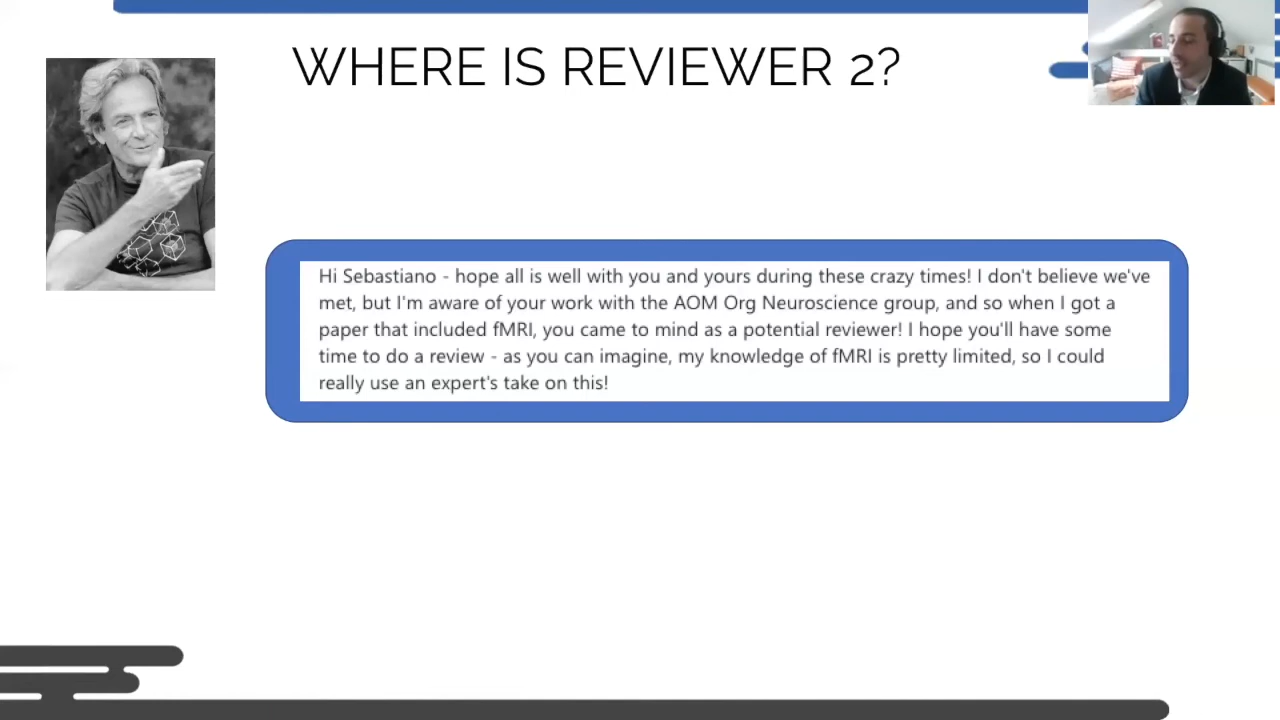 WHERE IS REVIEWER 2?
Hi Sebastiano - hope all is well with you and yours during these crazy times! I don't believe we've
met, but I'm aware of your work with the AOM Org Neuroscience group, and so when I got a
paper that included fMRI, you came to mind as a potential reviewer! I hope you'll have some
time to do a review - as you can imagine, my knowledge of fMRI is pretty limited, so I could
really use an expert's take on this!